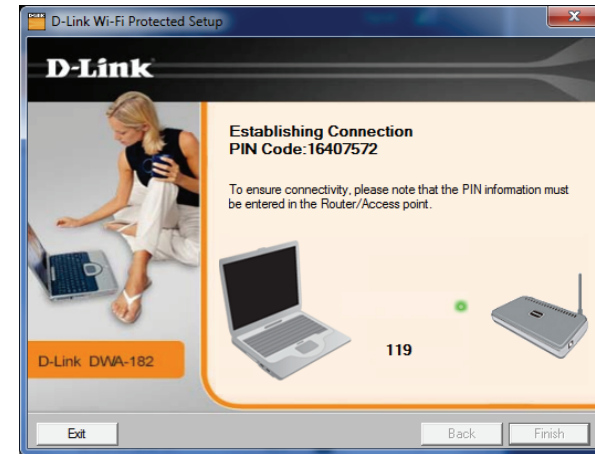 D-Link Wi-Fi Protected Setup
D-Link
Establishing Connection
PIN Code:16407572
To ensure connectivity, please note that the PIN information must
be entered in the Router/Access point.
119
D-Link DWA-182
Exit
Back
Finish